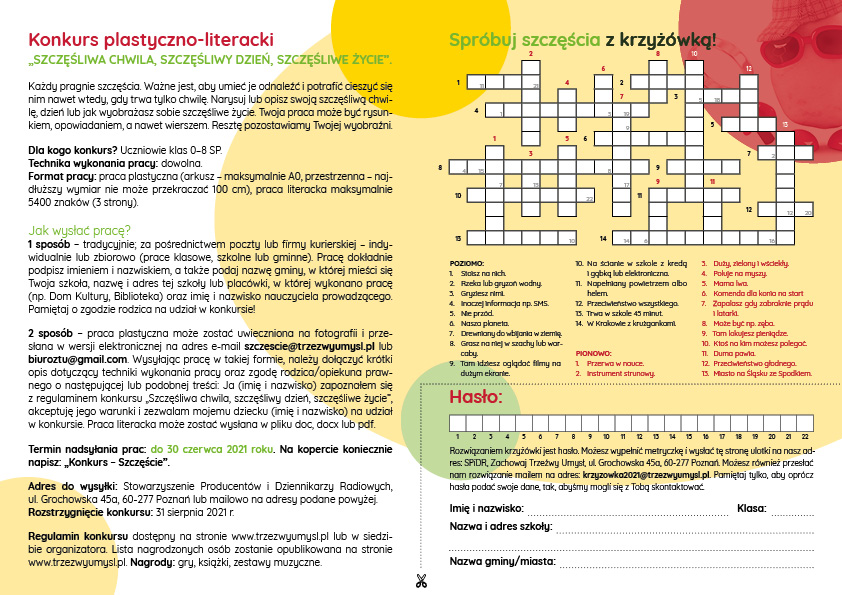 Konkurs plastyczno-literacki
„SZCZĘŚLIWA CHWILA, SZCZĘŚLIWY DZIEŃ, SZCZĘŚLIWE ŻYCIE”.
Każdy pragnie szczęścia. Ważne jest, aby umieć je odnaleźć i potrafić cieszyć się
nim nawet wtedy, gdy trwa tylko chwilę. Narysuj lub opisz swoją szczęśliwą chwi-
lę, dzień lub jak wyobrażasz sobie szczęśliwe życie. Twoja praca może być rysun-
kiem, opowiadaniem, a nawet wierszem. Resztę pozostawiamy Twojej wyobraźni.
Dla kogo konkurs? Uczniowie klas 0–8 SP.
Technika wykonania pracy: dowolna.
Format pracy: praca plastyczna (arkusz – maksymalnie A0, przestrzenna – naj-
dłuższy wymiar nie może przekraczać 100 cm), praca literacka maksymalnie
5400 znaków (3 strony).
Jak wysłać pracę?
1 sposób – tradycyjnie; za pośrednictwem poczty lub firmy kurierskiej – indy-
widualnie lub zbiorowo (prace klasowe, szkolne lub gminne). Pracę dokładnie
podpisz imieniem i nazwiskiem, a także podaj nazwę gminy, w której mieści się
Twoja szkoła, nazwę i adres tej szkoły lub placówki, w której wykonano pracę
(np. Dom Kultury, Biblioteka) oraz imię i nazwisko nauczyciela prowadzącego.
Pamiętaj o zgodzie rodzica na udział w konkursie!
2 sposób – praca plastyczna może zostać uwieczniona na fotografii i prze-
słana w wersji elektronicznej na adres e-mail szczescie@trzezwyumysl.pl lub
biuroztu@gmail.com. Wysyłając pracę w takiej formie, należy dołączyć krótki
opis dotyczący techniki wykonania pracy oraz zgodę rodzica/opiekuna praw-
nego o następującej lub podobnej treści: Ja (imię i nazwisko) zapoznałem się
z regulaminem konkursu „Szczęśliwa chwila, szczęśliwy dzień, szczęśliwe życie”,
akceptuję jego warunki i zezwalam mojemu dziecku (imię i nazwisko) na udział
w konkursie. Praca literacka może zostać wysłana w pliku doc, docx lub pdf.
Termin nadsyłania prac: do 30 czerwca 2021 roku. Na kopercie koniecznie
napisz: „Konkurs – Szczęście”.
Adres do wysyłki: Stowarzyszenie Producentów i Dziennikarzy Radiowych,
ul. Grochowska 45a, 60-277 Poznań lub mailowo na adresy podane powyżej.
Rozstrzygnięcie konkursu: 31 sierpnia 2021 r.
Regulamin konkursu dostępny na stronie www.trzezwyumysl.pl lub w siedzi-
bie organizatora. Lista nagrodzonych osób zostanie opublikowana na stronie
www.trzezwyumysl.pl. Nagrody: gry, książki, zestawy muzyczne.
Spróbuj szczęścia z krzyżówką!
POZIOMO:
1. Siaisz na nich.
2. Rzeka lub gryzoń wodny.
3. Gryziesz nimi.
4. Inaczej informacja np. SMS.
5. Nie przód.
6. Nasza planeta.
7. Drewniany do wbijania w ziemię.
8. Grasz na niej w szachy lub war-
caby.
9. Tam idziesz oglądać filmy na
dużym ekranie.
10. Na ścianie w szkole z kredą
i gąbką lub elektroniczna.
11. Napełniany powietrzem albo
helem.
12. Przeciwieństwo wszystkiego.
13. Trwa w szkole 45 minut.
14. W Krakowie z krużgankami.
PIONOWO:
1. Przerwa w nauce.
2. Instrument strunowy.
3. Duży, zielony i wściekły.
4. Poluje na myszy.
5. Mama lwa.
6. Komenda dla konia na start
7. Zapalasz gdy zabraknie prądu
i latarki.
8. Może być np. zęba.
9. Tam lokujesz pieniądze.
10. Ktoś na kim możesz polegać.
11. Duma pawia.
12. Przeciwieństwo głodnego.
13. Miasto na Śląsku ze Spodkiem.
Hasło:
1 2 3 4 5 6 7 8 9 10 11 12 13 14 15 16 17 18 19 20 21 22
Rozwiązaniem krzyżówki jest hasło. Możesz wypełnić metryczkę i wysłać tę stronę ulotki na nasz ad-
res: SPiDR, Zachowaj Trzeźwy Umysł, ul. Grochowska 45a, 60-277 Poznań. Możesz również przesłać
nam rozwiązanie mailem na adres: krzyzowka2021@trzezwyumysl.pl. Pamiętaj tylko, aby oprócz
hasła podać swoje dane, tak, abyśmy mogli się z Tobą skontaktować.
Imię i nazwisko: Klasa:
Nazwa i adres szkoły:
Nazwa gminy/miasta: